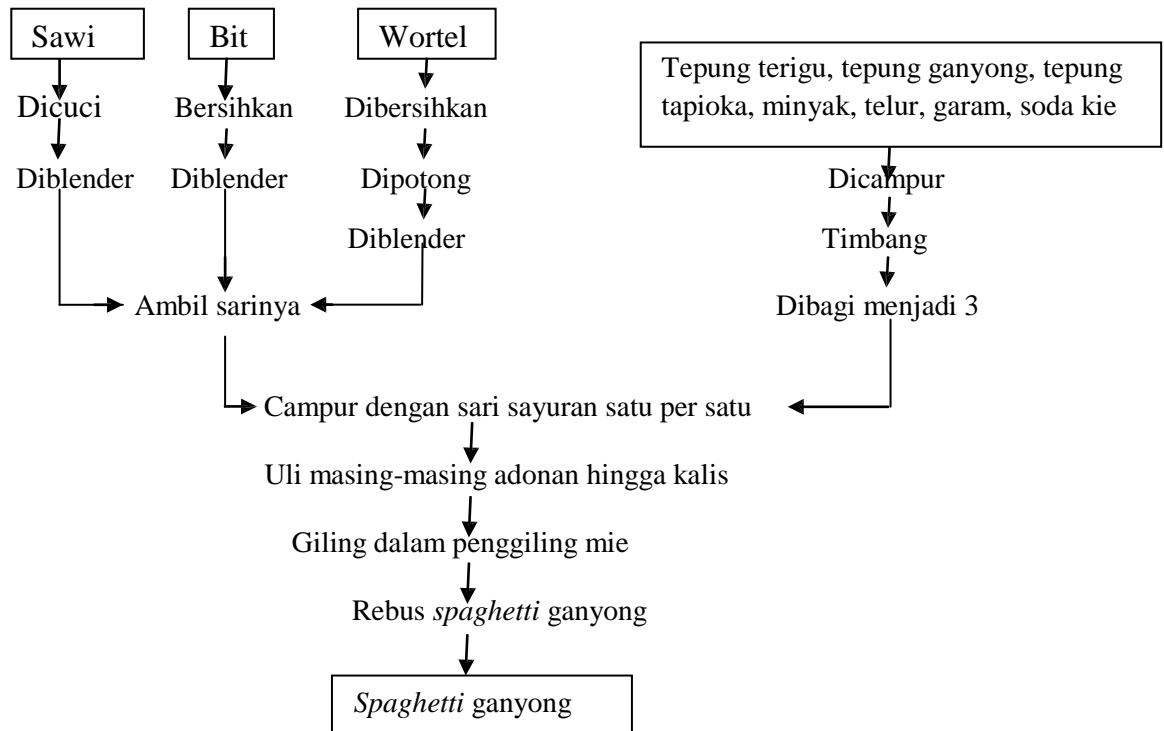 Sawi
Bit
Wortel
Tepung terigu, tepung ganyong, tepung
tapioka, minyak, telur, garam, soda kie
Dicuci
Bersihkan
Dibersihkan
Diblender
Diblender
Dipotong
Dicampur
Diblender
Timbang
Ambil sarinya
Dibagi menjadi 3
Campur dengan sari sayuran satu per satu
Uli masing-masing adonan hingga kalis
Giling dalam penggiling mie
Rebus spaghetti ganyong
Spaghetti ganyong